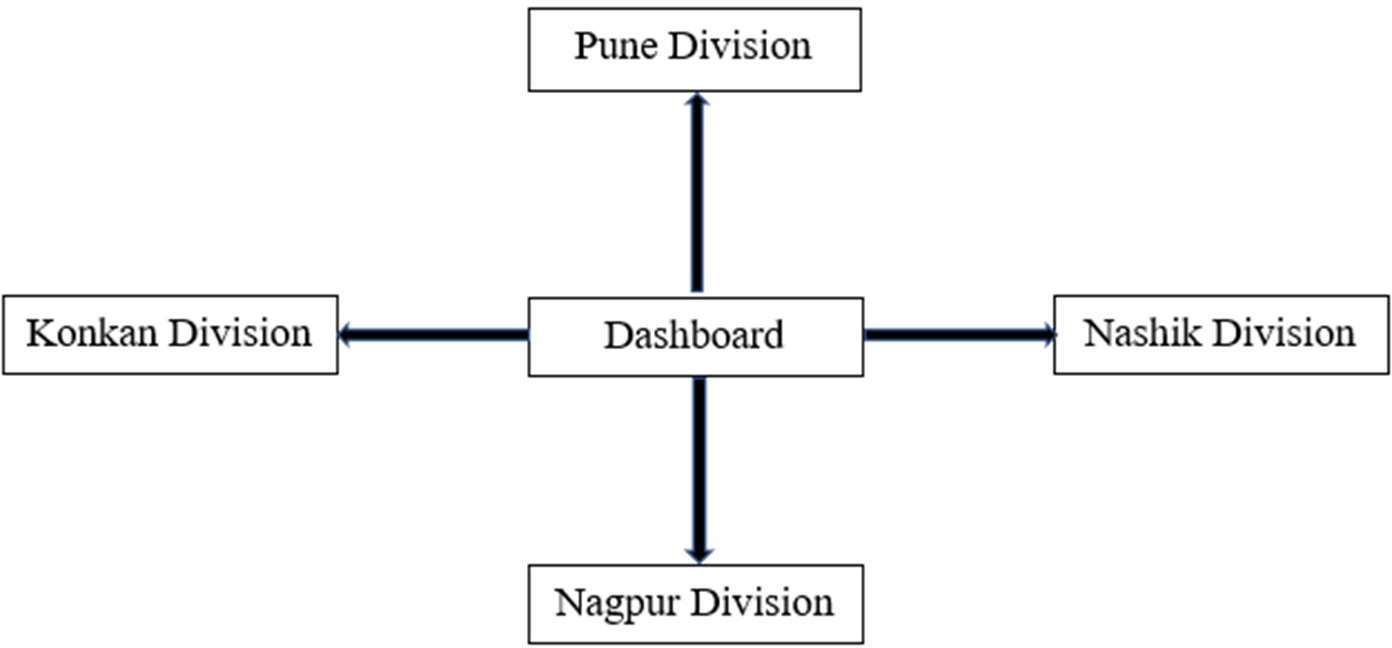 Pune Division
Konkan Division
Dashboard
Nashik Division
Nagpur Division